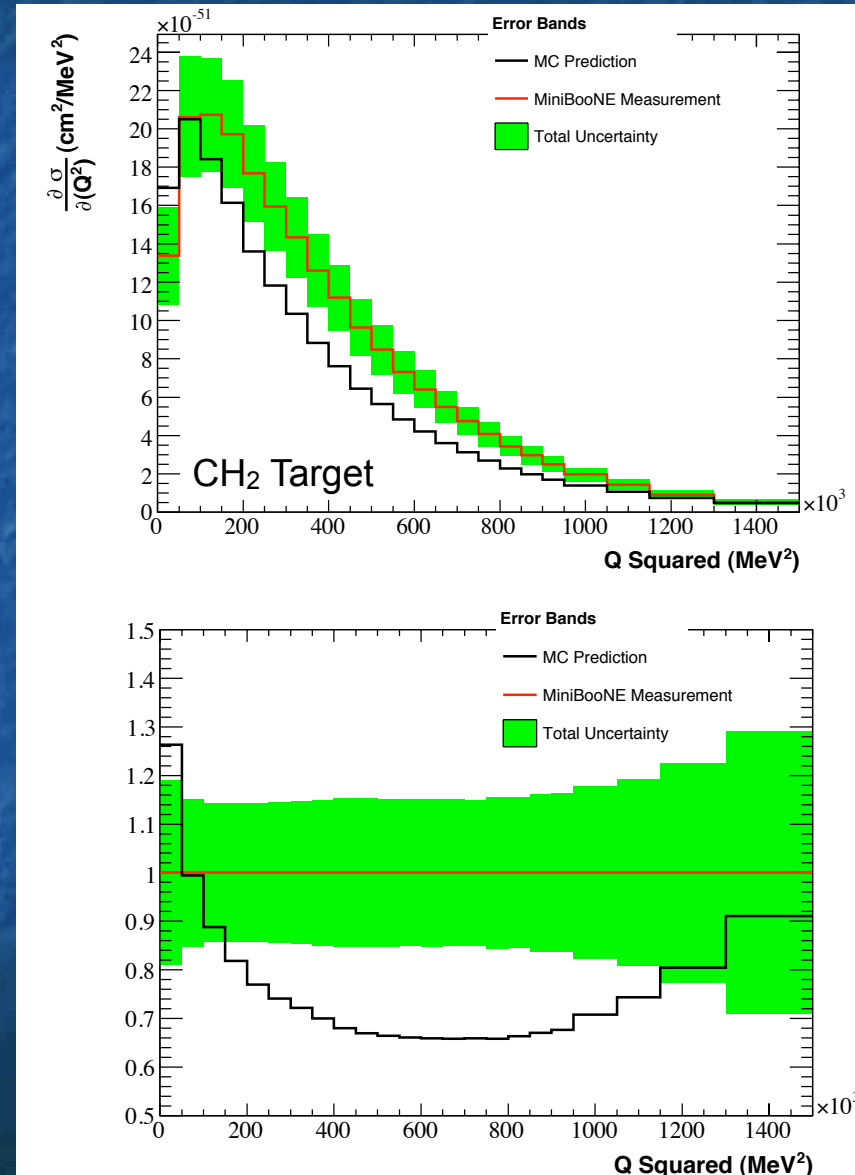 ×10⁻⁵¹
Error Bands
MC Prediction
MiniBooNE Measurement
Total Uncertainty
∂ σ / ∂(Q²) (cm²/MeV²)
24
22
20
18
16
14
12
10
8
6
4
2
0
CH₂ Target
0 200 400 600 800 1000 1200 1400
×10³
Q Squared (MeV²)
Error Bands
MC Prediction
MiniBooNE Measurement
Total Uncertainty
1.5
1.4
1.3
1.2
1.1
1
0.9
0.8
0.7
0.6
0.5
0 200 400 600 800 1000 1200 1400
×10³
Q Squared (MeV²)